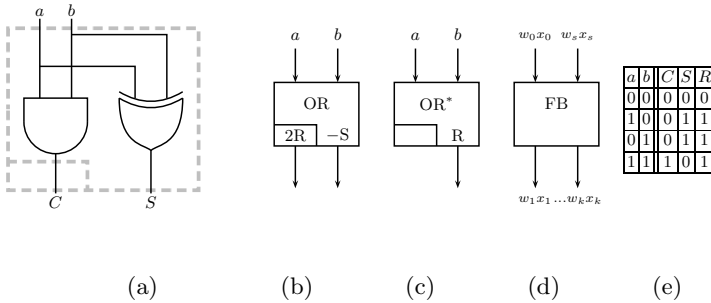 a b
C S
(a)
a b
OR
2R −S
(b)
a b
OR*
R
(c)
w₀x₀ wₛxₛ
FB
w₁x₁...wₖxₖ
(d)
a b C S R
0 0 0 0 0
1 0 0 1 1
0 1 0 1 1
1 1 1 0 1
(e)